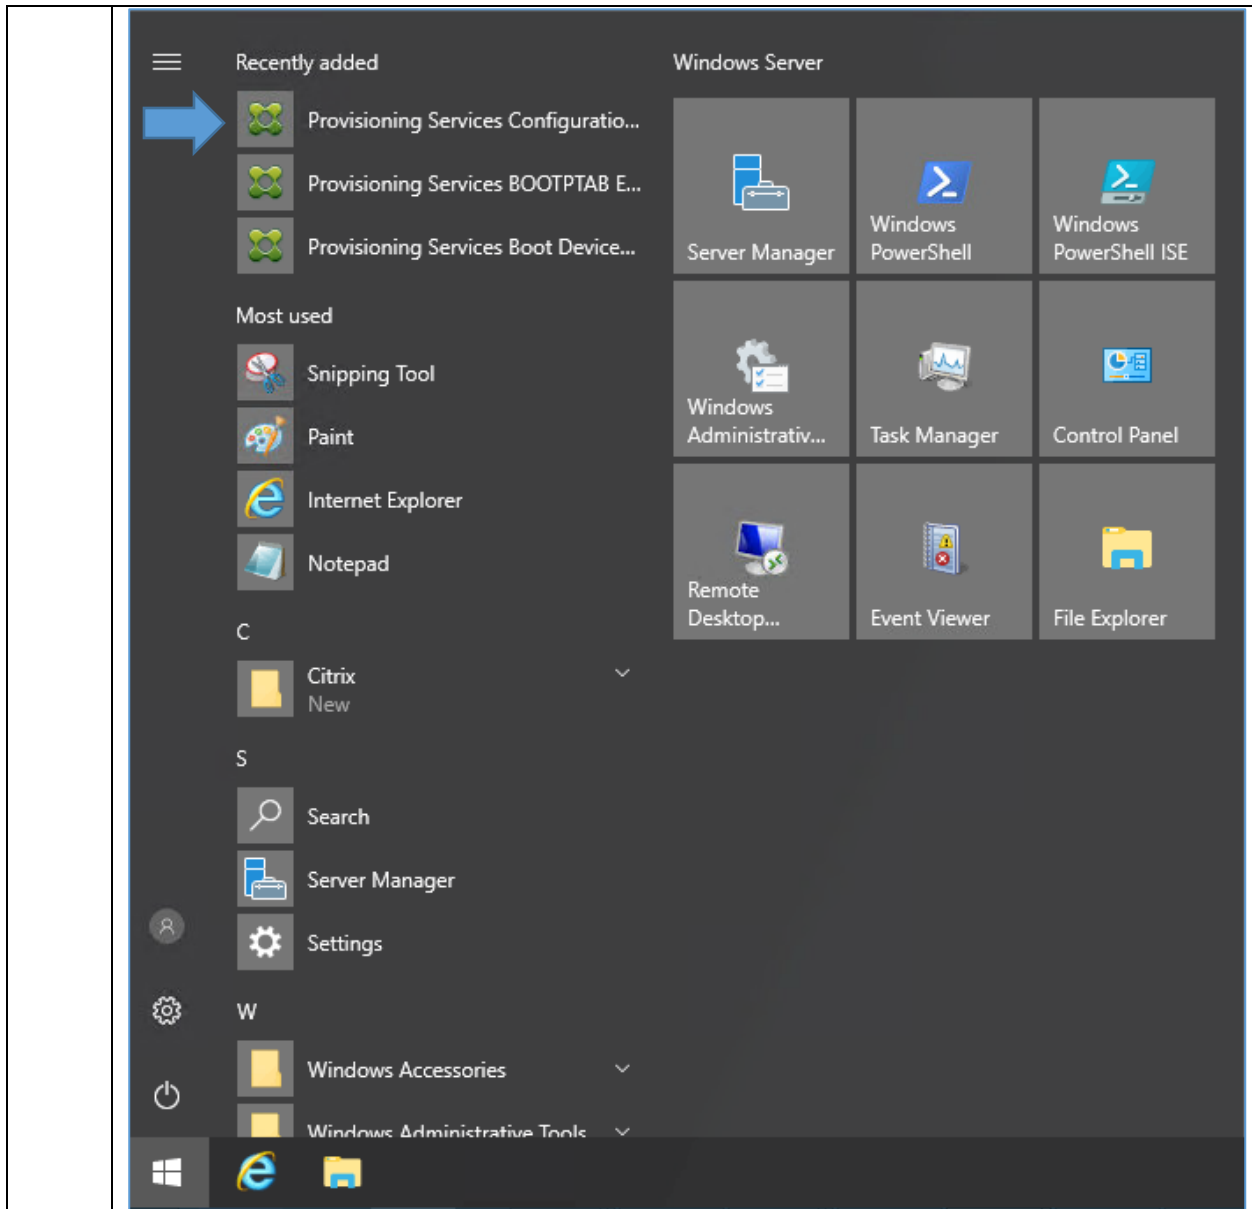 Recently added
Provisioning Services Configuratio...
Provisioning Services BOOTPTAB E...
Provisioning Services Boot Device...
Most used
Snipping Tool
Paint
Internet Explorer
Notepad
C
Citrix
New
S
Search
Server Manager
Settings
W
Windows Accessories
Windows Administrative Tools
Windows Server
Server Manager
Windows
PowerShell
Windows
PowerShell ISE
Windows
Administrativ...
Task Manager
Control Panel
Remote
Desktop...
Event Viewer
File Explorer